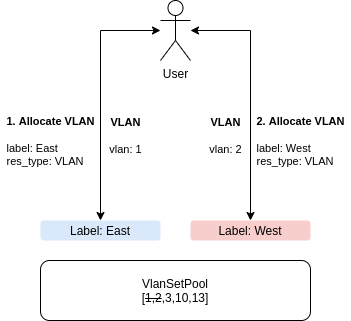 User
1. Allocate VLAN
label: East
res_type: VLAN
VLAN
vlan: 1
VLAN
vlan: 2
2. Allocate VLAN
label: West
res_type: VLAN
Label: East
Label: West
VlanSetPool
[1,2,3,10,13]